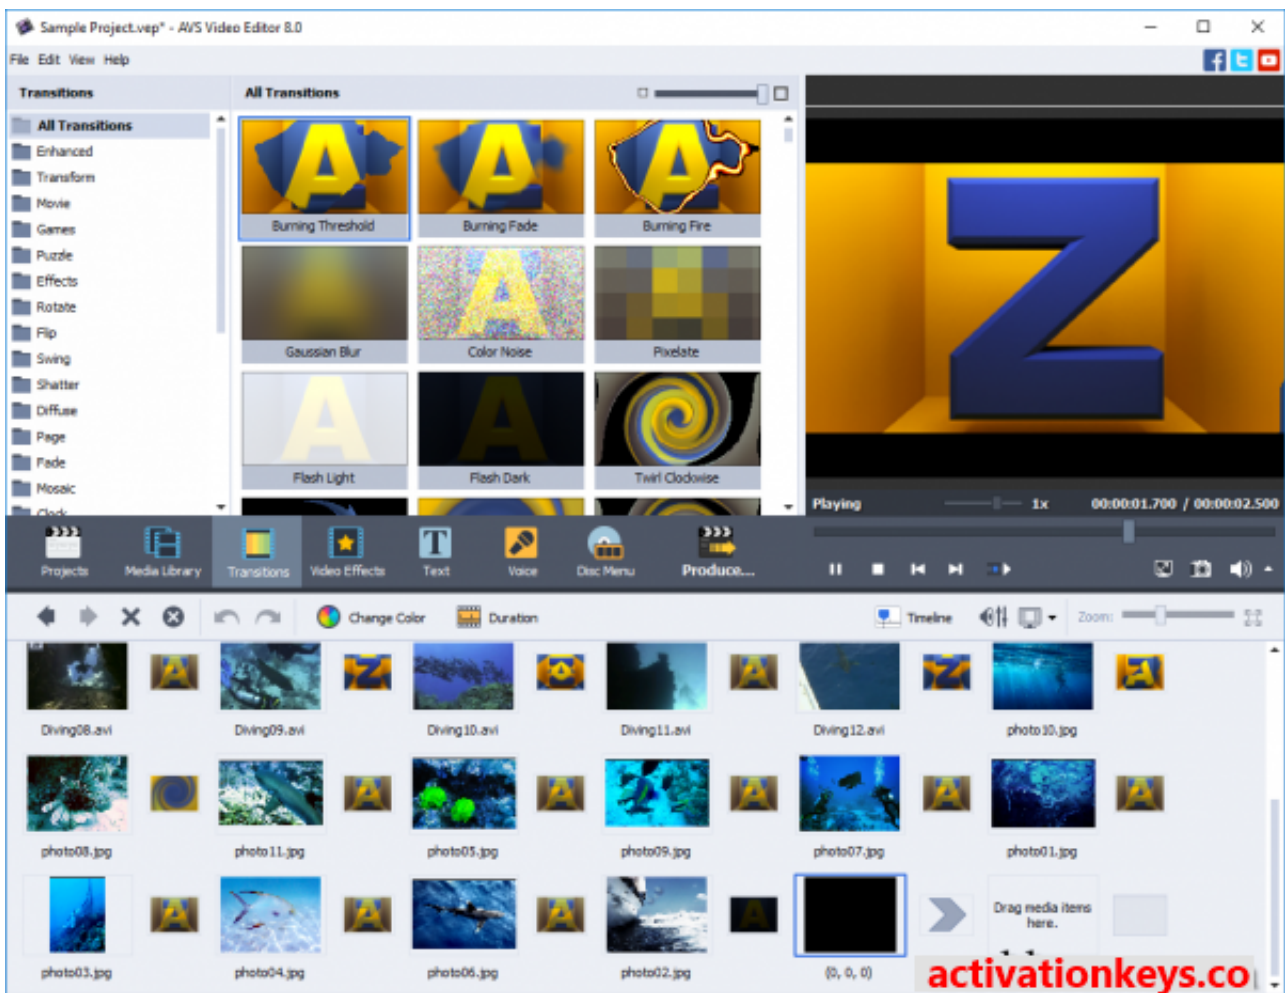 Sample Project.vep* - AVS Video Editor 8.0
File Edit View Help
Transitions
All Transitions
All Transitions
Enhanced
Transform
Movie
Games
Puzzle
Effects
Rotate
Flip
Swing
Shatter
Diffuse
Page
Fade
Mosaic
Clock
Burning Threshold
Burning Fade
Burning Fire
Gaussian Blur
Color Noise
Pixelate
Flash Light
Flash Dark
Twirl Clockwise
Playing
1x
00:00:01.700 / 00:00:02.500
Projects
Media Library
Transitions
Video Effects
Text
Voice
Disc Menu
Produce...
Change Color
Duration
Timeline
Zoom:
Diving08.avi
Diving09.avi
Diving10.avi
Diving11.avi
Diving12.avi
photo10.jpg
photo08.jpg
photo11.jpg
photo05.jpg
photo09.jpg
photo07.jpg
photo01.jpg
Drag media items
here.
photo03.jpg
photo04.jpg
photo06.jpg
photo02.jpg
(0, 0, 0)
activationkeys.co